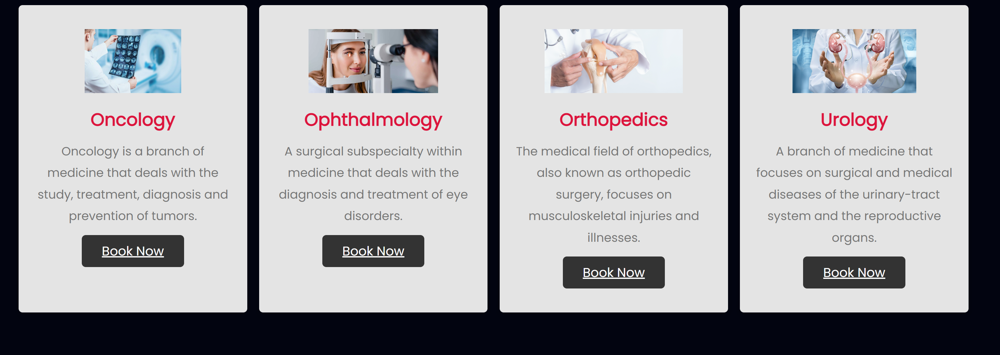 Oncology
Oncology is a branch of
medicine that deals with the
study, treatment, diagnosis and
prevention of tumors.
Book Now
Ophthalmology
A surgical subspecialty within
medicine that deals with the
diagnosis and treatment of eye
disorders.
Book Now
Orthopedics
The medical field of orthopedics,
also known as orthopedic
surgery, focuses on
musculoskeletal injuries and
illnesses.
Book Now
Urology
A branch of medicine that
focuses on surgical and medical
diseases of the urinary-tract
system and the reproductive
organs.
Book Now